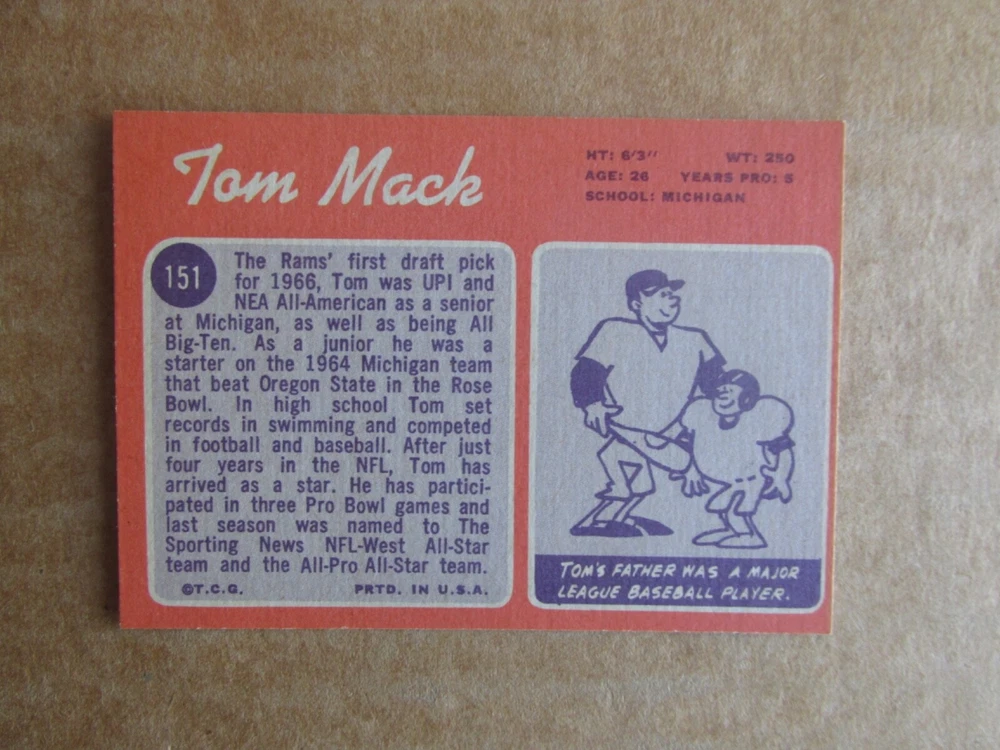 Tom Mack
HT: 6'3" WT: 250
AGE: 26 YEARS PRO: 5
SCHOOL: MICHIGAN
151
The Rams' first draft pick
for 1966, Tom was UPI and
NEA All-American as a senior
at Michigan, as well as being All
Big-Ten. As a junior he was a
starter on the 1964 Michigan team
that beat Oregon State in the Rose
Bowl. In high school Tom set
records in swimming and competed
in football and baseball. After just
four years in the NFL, Tom has
arrived as a star. He has partici-
pated in three Pro Bowl games and
last season was named to The
Sporting News NFL-West All-Star
team and the All-Pro All-Star team.
©T.C.G. PRTD. IN U.S.A.
TOM'S FATHER WAS A MAJOR
LEAGUE BASEBALL PLAYER.